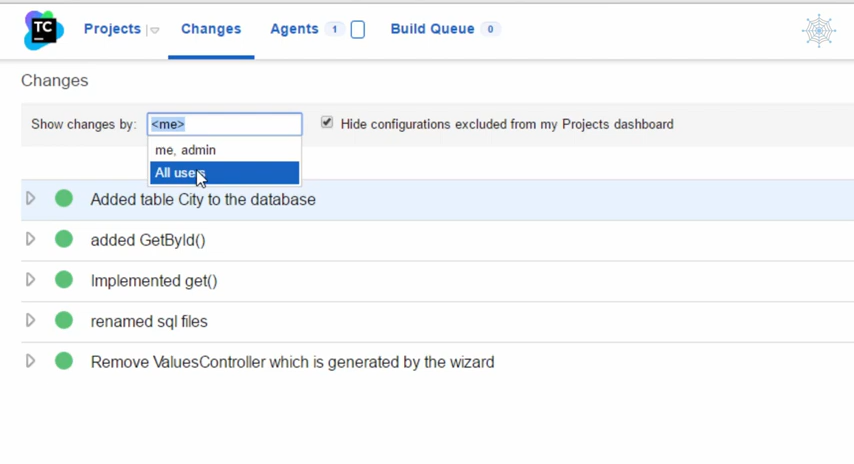 TC Projects Changes Agents 1 Build Queue 0
Changes
Show changes by: <me> Hide configurations excluded from my Projects dashboard
me, admin
All users
Added table City to the database
added GetById()
Implemented get()
renamed sql files
Remove ValuesController which is generated by the wizard